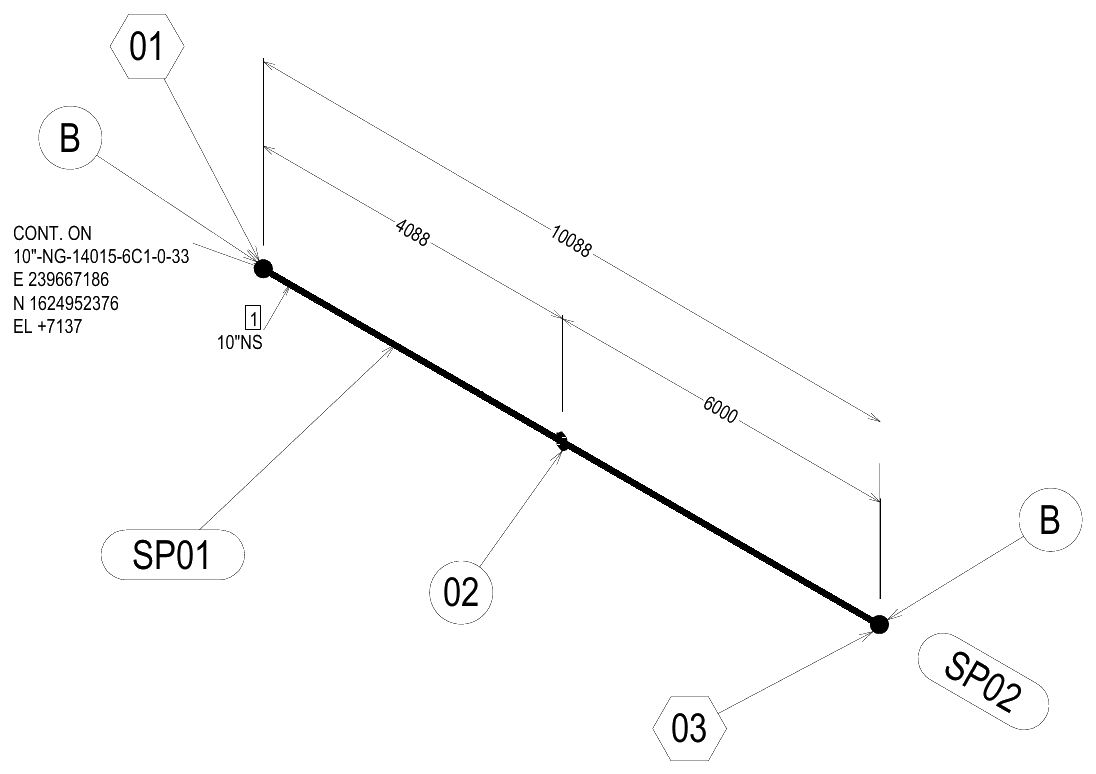 01
B
CONT. ON
10"-NG-14015-6C1-0-33
E 239667186
N 1624952376
EL +7137
4088
10088
1
10"NS
6000
SP01
02
B
SP02
03